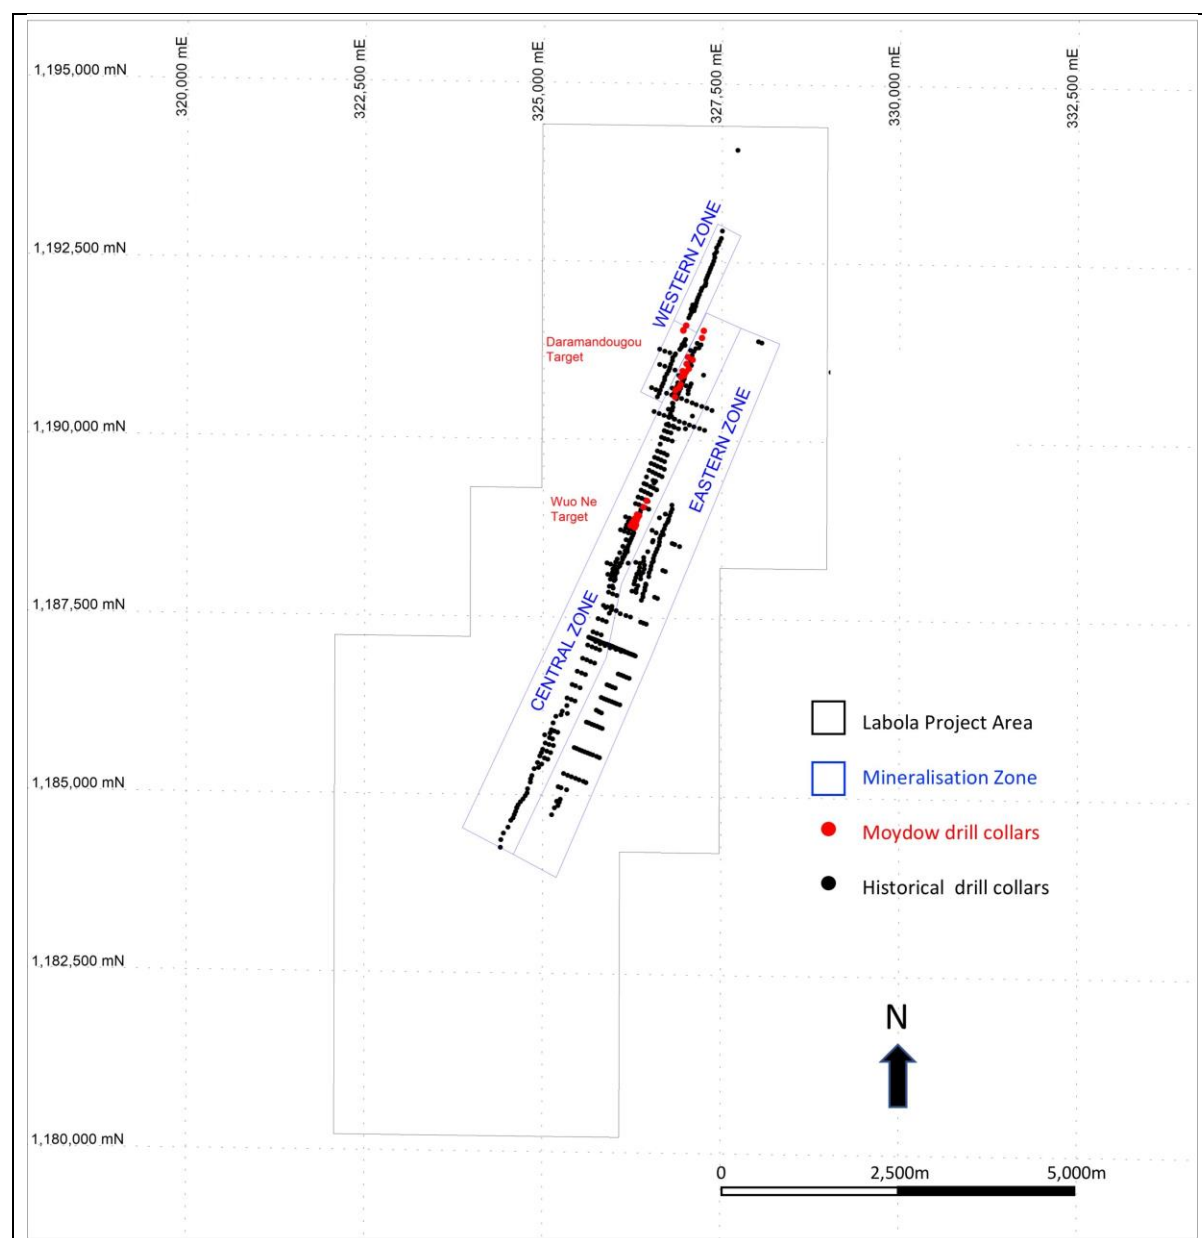 320,000 mE
322,500 mE
325,000 mE
327,500 mE
330,000 mE
332,500 mE
1,195,000 mN
1,192,500 mN
WESTERN ZONE
Daramandougou
Target
1,190,000 mN
EASTERN ZONE
Wuo Ne
Target
1,187,500 mN
CENTRAL ZONE
Labola Project Area
Mineralisation Zone
1,185,000 mN
Moydow drill collars
Historical drill collars
1,182,500 mN
N
1,180,000 mN
0
2,500m
5,000m